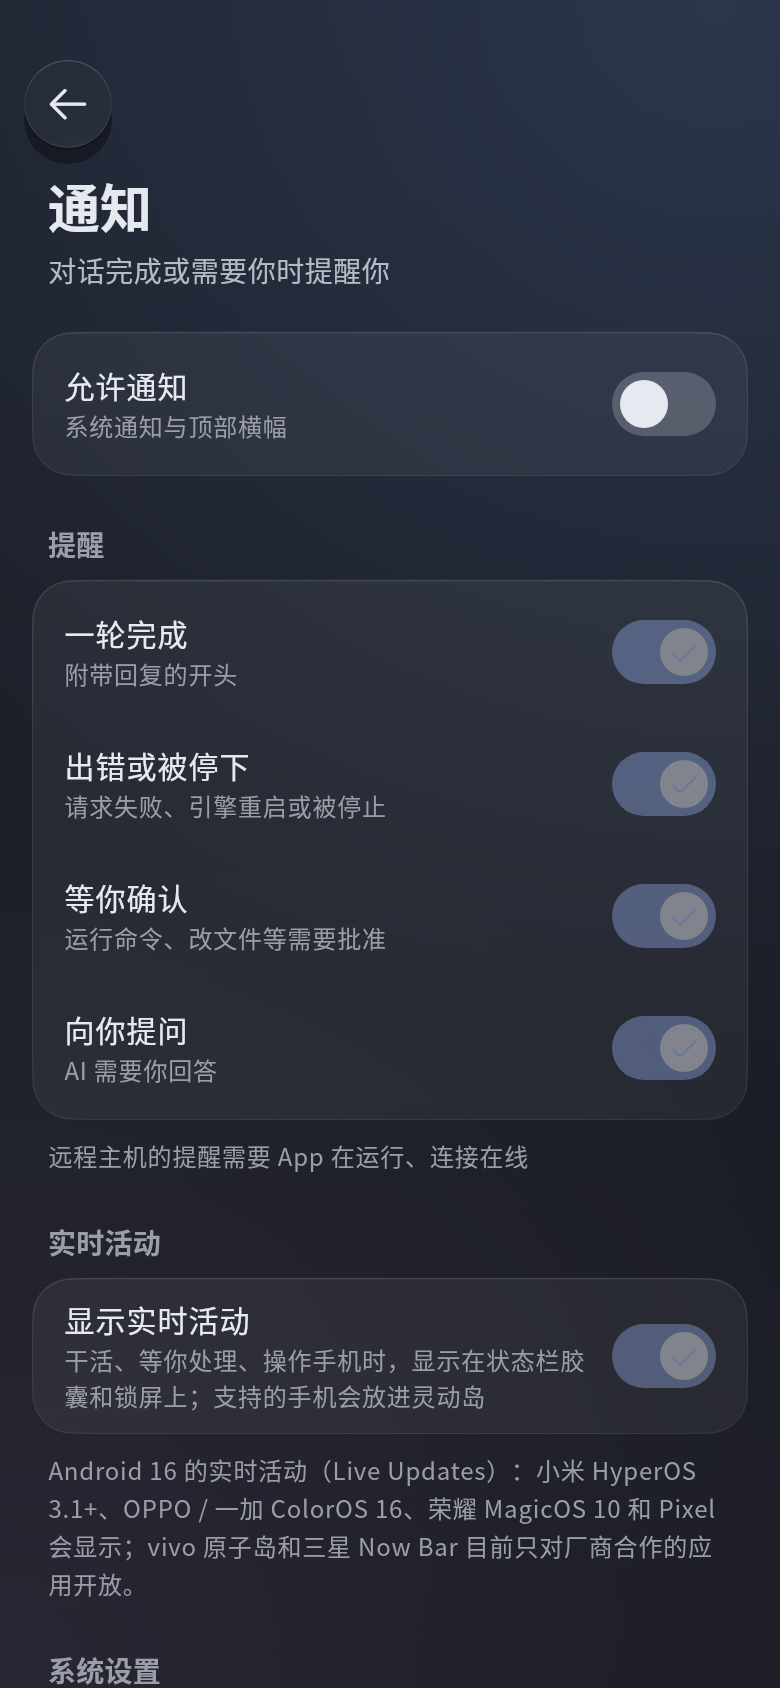 通知
对话完成或需要你时提醒你
允许通知
系统通知与顶部横幅
提醒
一轮完成
附带回复的开头
出错或被停下
请求失败、引擎重启或被停止
等你确认
运行命令、改文件等需要批准
向你提问
AI 需要你回答
远程主机的提醒需要 App 在运行、连接在线
实时活动
显示实时活动
干活、等你处理、操作手机时，显示在状态栏胶
囊和锁屏上；支持的手机会放进灵动岛
Android 16 的实时活动（Live Updates）：小米 HyperOS
3.1+、OPPO / 一加 ColorOS 16、荣耀 MagicOS 10 和 Pixel
会显示；vivo 原子岛和三星 Now Bar 目前只对厂商合作的应
用开放。
系统设置